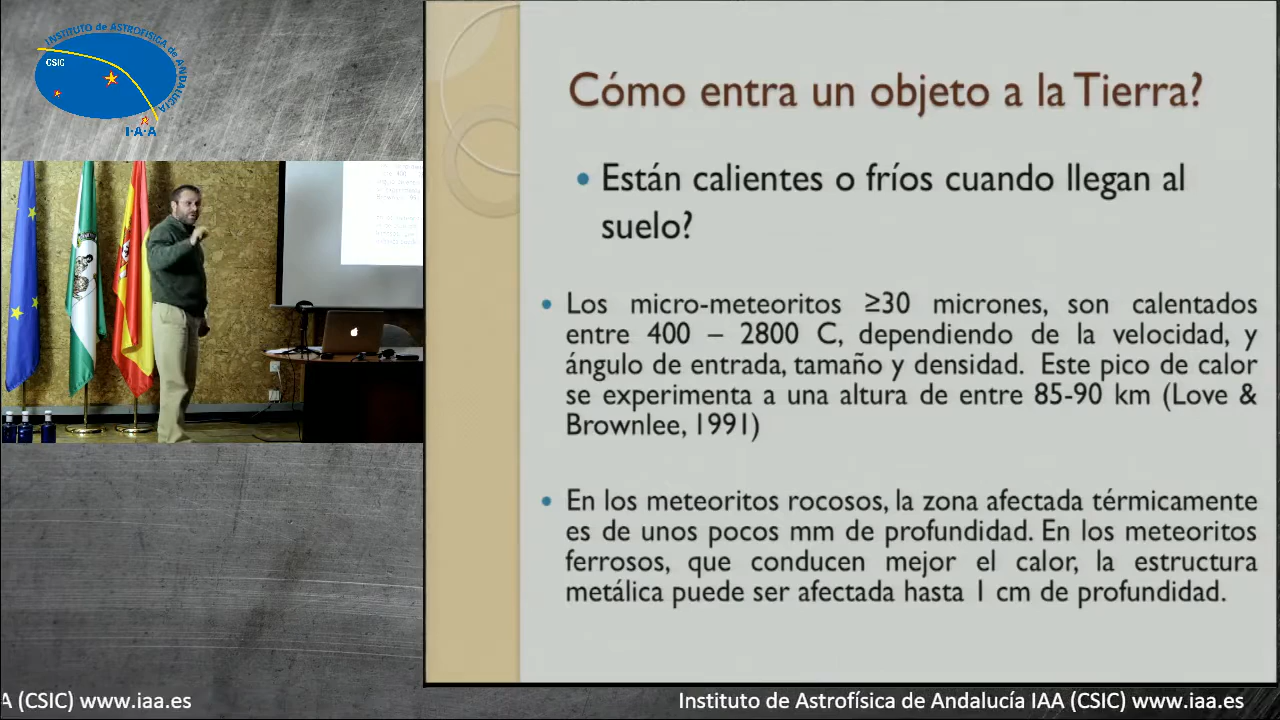 INSTITUTO de ASTROFÍSICA de ANDALUCÍA
CSIC
I·A·A
Cómo entra un objeto a la Tierra?
• Están calientes o fríos cuando llegan al
suelo?
• Los micro-meteoritos ≥30 micrones, son calentados
entre 400 – 2800 C, dependiendo de la velocidad, y
ángulo de entrada, tamaño y densidad. Este pico de calor
se experimenta a una altura de entre 85-90 km (Love &
Brownlee, 1991)
• En los meteoritos rocosos, la zona afectada térmicamente
es de unos pocos mm de profundidad. En los meteoritos
ferrosos, que conducen mejor el calor, la estructura
metálica puede ser afectada hasta 1 cm de profundidad.
A (CSIC) www.iaa.es
Instituto de Astrofísica de Andalucía IAA (CSIC) www.iaa.es